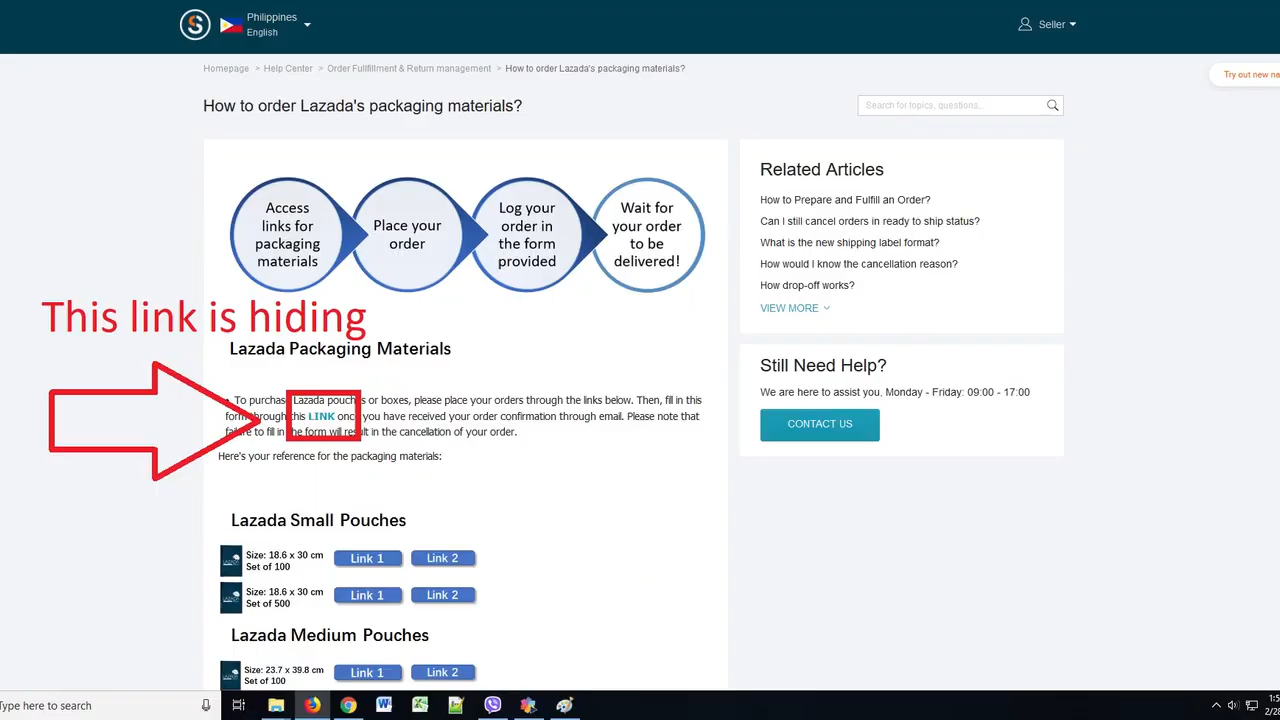 Philippines
English
Seller
Homepage > Help Center > Order Fullfillment & Return management > How to order Lazada's packaging materials?
Try out new na
How to order Lazada's packaging materials?
Search for topics, questions...
Access
links for
packaging
materials
Place your
order
Log your
order in
the form
provided
Wait for
your order
to be
delivered!
This link is hiding
Lazada Packaging Materials
To purchase Lazada pouches or boxes, please place your orders through the links below. Then, fill in this
form through this LINK once you have received your order confirmation through email. Please note that
failure to fill in the form will result in the cancellation of your order.
Here's your reference for the packaging materials:
Lazada Small Pouches
Size: 18.6 x 30 cm
Set of 100
Link 1
Link 2
Size: 18.6 x 30 cm
Set of 500
Link 1
Link 2
Lazada Medium Pouches
Size: 23.7 x 39.8 cm
Set of 100
Link 1
Link 2
Related Articles
How to Prepare and Fulfill an Order?
Can I still cancel orders in ready to ship status?
What is the new shipping label format?
How would I know the cancellation reason?
How drop-off works?
VIEW MORE
Still Need Help?
We are here to assist you, Monday - Friday: 09:00 - 17:00
CONTACT US
Type here to search
1:5
2/28